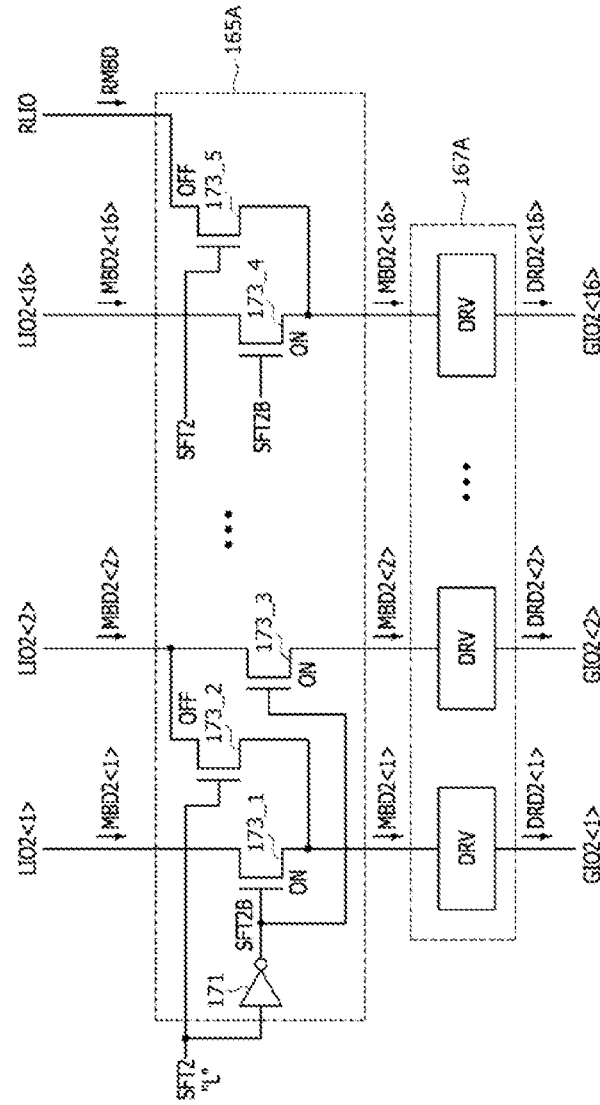 LIO2<1>
LIO2<2>
LIO2<16>
RLIO
MBD2<1>
MBD2<2>
MBD2<16>
RMBD
165A
SFT2
"L"
171
SFT2B
173_1
ON
OFF
173_2
173_3
ON
...
SFT2
SFT2B
173_4
ON
OFF
173_5
MBD2<1>
MBD2<2>
MBD2<16>
167A
DRV
DRV
...
DRV
DRD2<1>
DRD2<2>
DRD2<16>
GIO2<1>
GIO2<2>
GIO2<16>